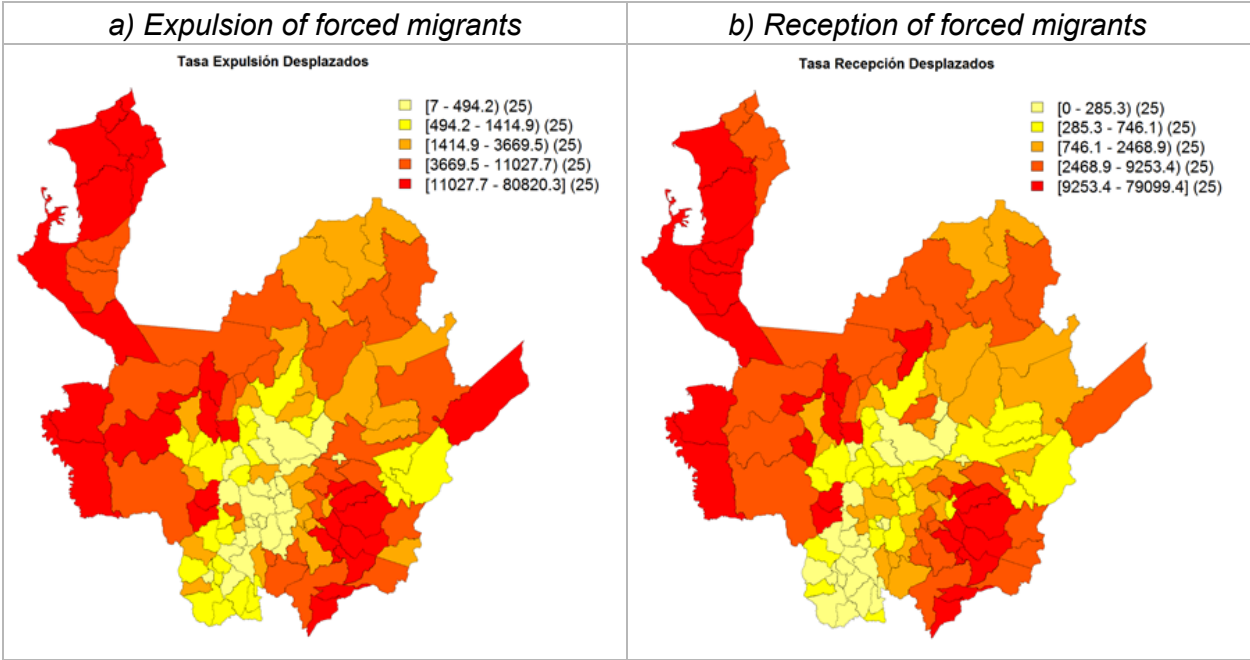 a) Expulsion of forced migrants
b) Reception of forced migrants
Tasa Expulsión Desplazados
[7 - 494.2) (25)
[494.2 - 1414.9) (25)
[1414.9 - 3669.5) (25)
[3669.5 - 11027.7) (25)
[11027.7 - 80820.3] (25)
Tasa Recepción Desplazados
[0 - 285.3) (25)
[285.3 - 746.1) (25)
[746.1 - 2468.9) (25)
[2468.9 - 9253.4) (25)
[9253.4 - 79099.4] (25)